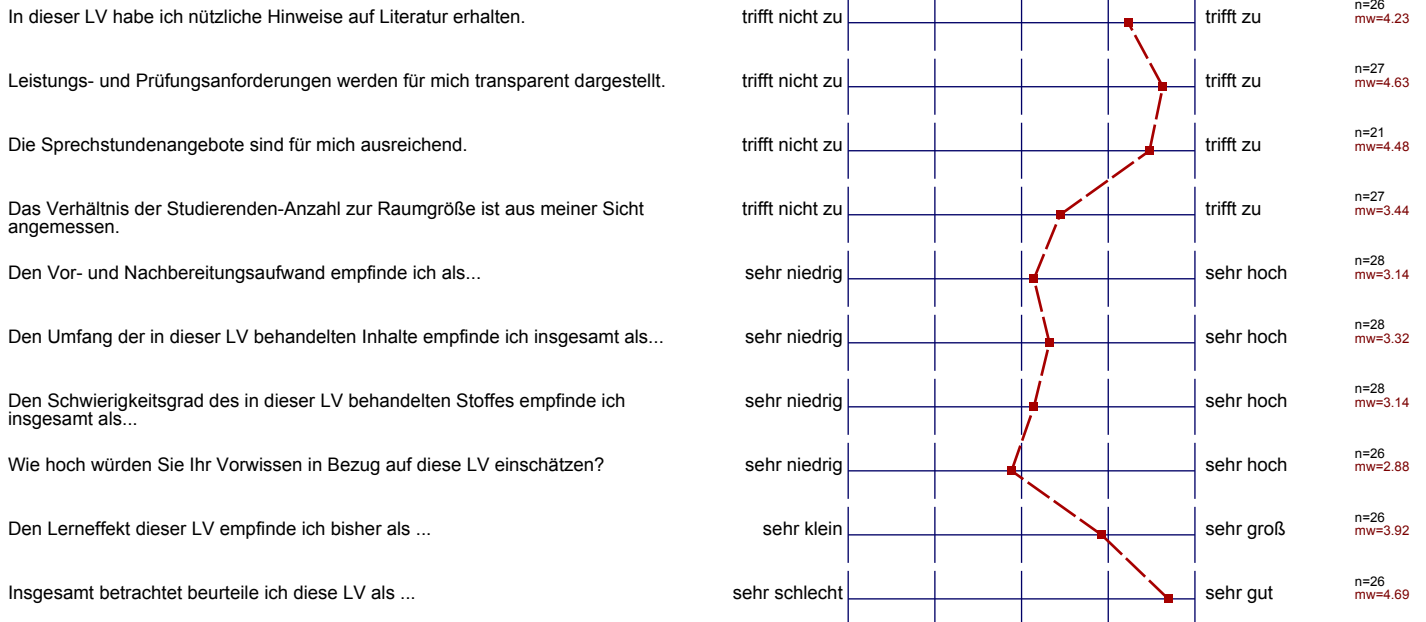 In dieser LV habe ich nützliche Hinweise auf Literatur erhalten. trifft nicht zu trifft zu n=26
mw=4.23
Leistungs- und Prüfungsanforderungen werden für mich transparent dargestellt. trifft nicht zu trifft zu n=27
mw=4.63
Die Sprechstundenangebote sind für mich ausreichend. trifft nicht zu trifft zu n=21
mw=4.48
Das Verhältnis der Studierenden-Anzahl zur Raumgröße ist aus meiner Sicht trifft nicht zu trifft zu n=27
angemessen. mw=3.44
Den Vor- und Nachbereitungsaufwand empfinde ich als... sehr niedrig sehr hoch n=28
mw=3.14
Den Umfang der in dieser LV behandelten Inhalte empfinde ich insgesamt als... sehr niedrig sehr hoch n=28
mw=3.32
Den Schwierigkeitsgrad des in dieser LV behandelten Stoffes empfinde ich sehr niedrig sehr hoch n=28
insgesamt als... mw=3.14
Wie hoch würden Sie Ihr Vorwissen in Bezug auf diese LV einschätzen? sehr niedrig sehr hoch n=26
mw=2.88
Den Lerneffekt dieser LV empfinde ich bisher als ... sehr klein sehr groß n=26
mw=3.92
Insgesamt betrachtet beurteile ich diese LV als ... sehr schlecht sehr gut n=26
mw=4.69